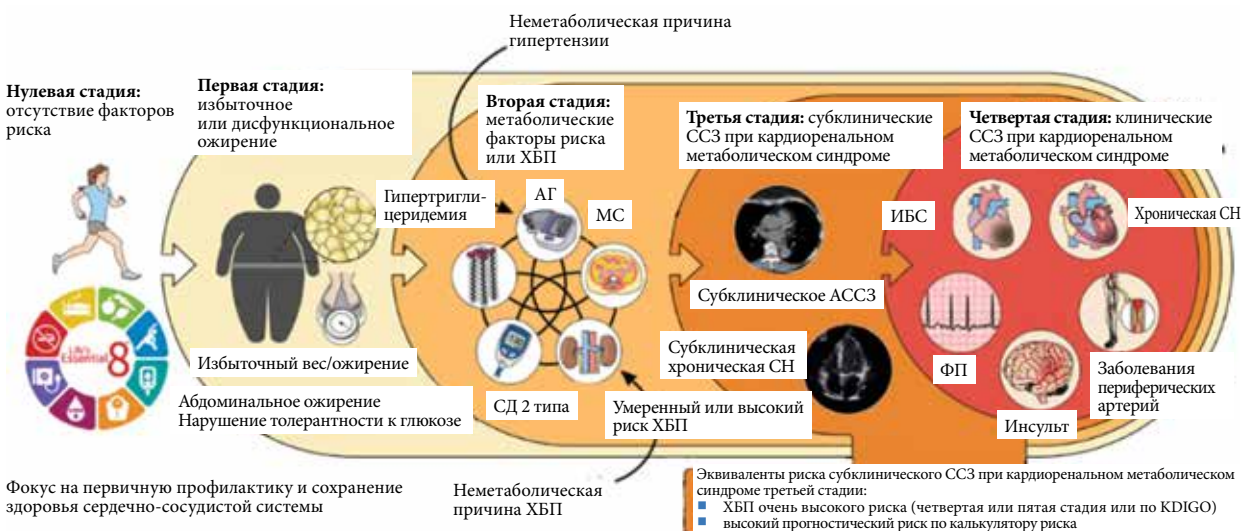 Неметаболическая причина
гипертензии
Нулевая стадия:
отсутствие факторов
риска
Первая стадия:
избыточное
или дисфункциональное
ожирение
Вторая стадия:
метаболические
факторы риска
или ХБП
Третья стадия: субклинические
ССЗ при кардиоренальном
метаболическом синдроме
Четвертая стадия: клинические
ССЗ при кардиоренальном
метаболическом синдроме
Гипертригли-
церидемия
АГ
МС
ИБС
Хроническая СН
Субклиническое АССЗ
Life's
Essential
8
Избыточный вес/ожирение
Субклиническая
хроническая СН
ФП
Заболевания
периферических
артерий
Абдоминальное ожирение
Нарушение толерантности к глюкозе
СД 2 типа
Умеренный или высокий
риск ХБП
Инсульт
Фокус на первичную профилактику и сохранение
здоровья сердечно-сосудистой системы
Неметаболическая
причина ХБП
Эквиваленты риска субклинического ССЗ при кардиоренальном метаболическом
синдроме третьей стадии:
ХБП очень высокого риска (четвертая или пятая стадия или по KDIGO)
высокий прогностический риск по калькулятору риска